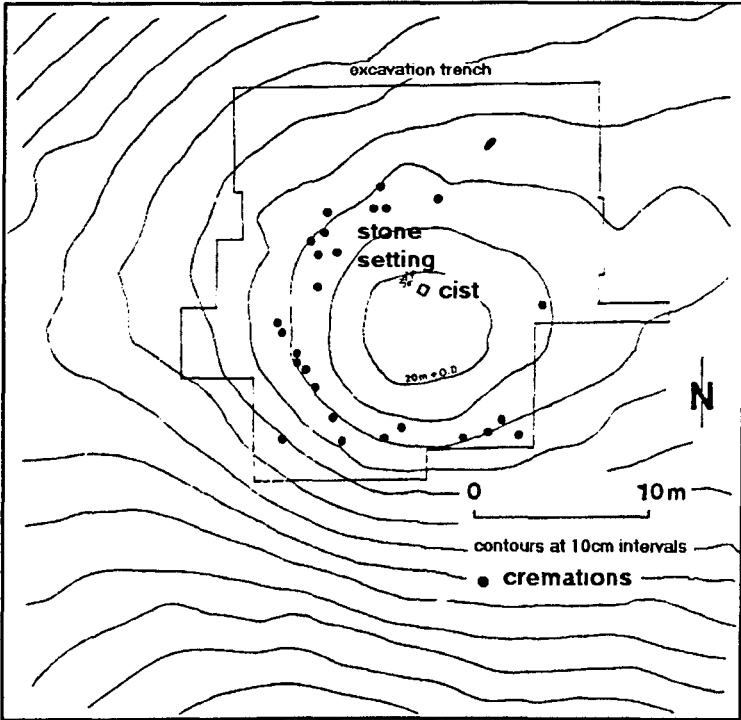 excavation trench
stone
setting
cist
20m + O.D
N
0 10m
contours at 10cm intervals
cremations